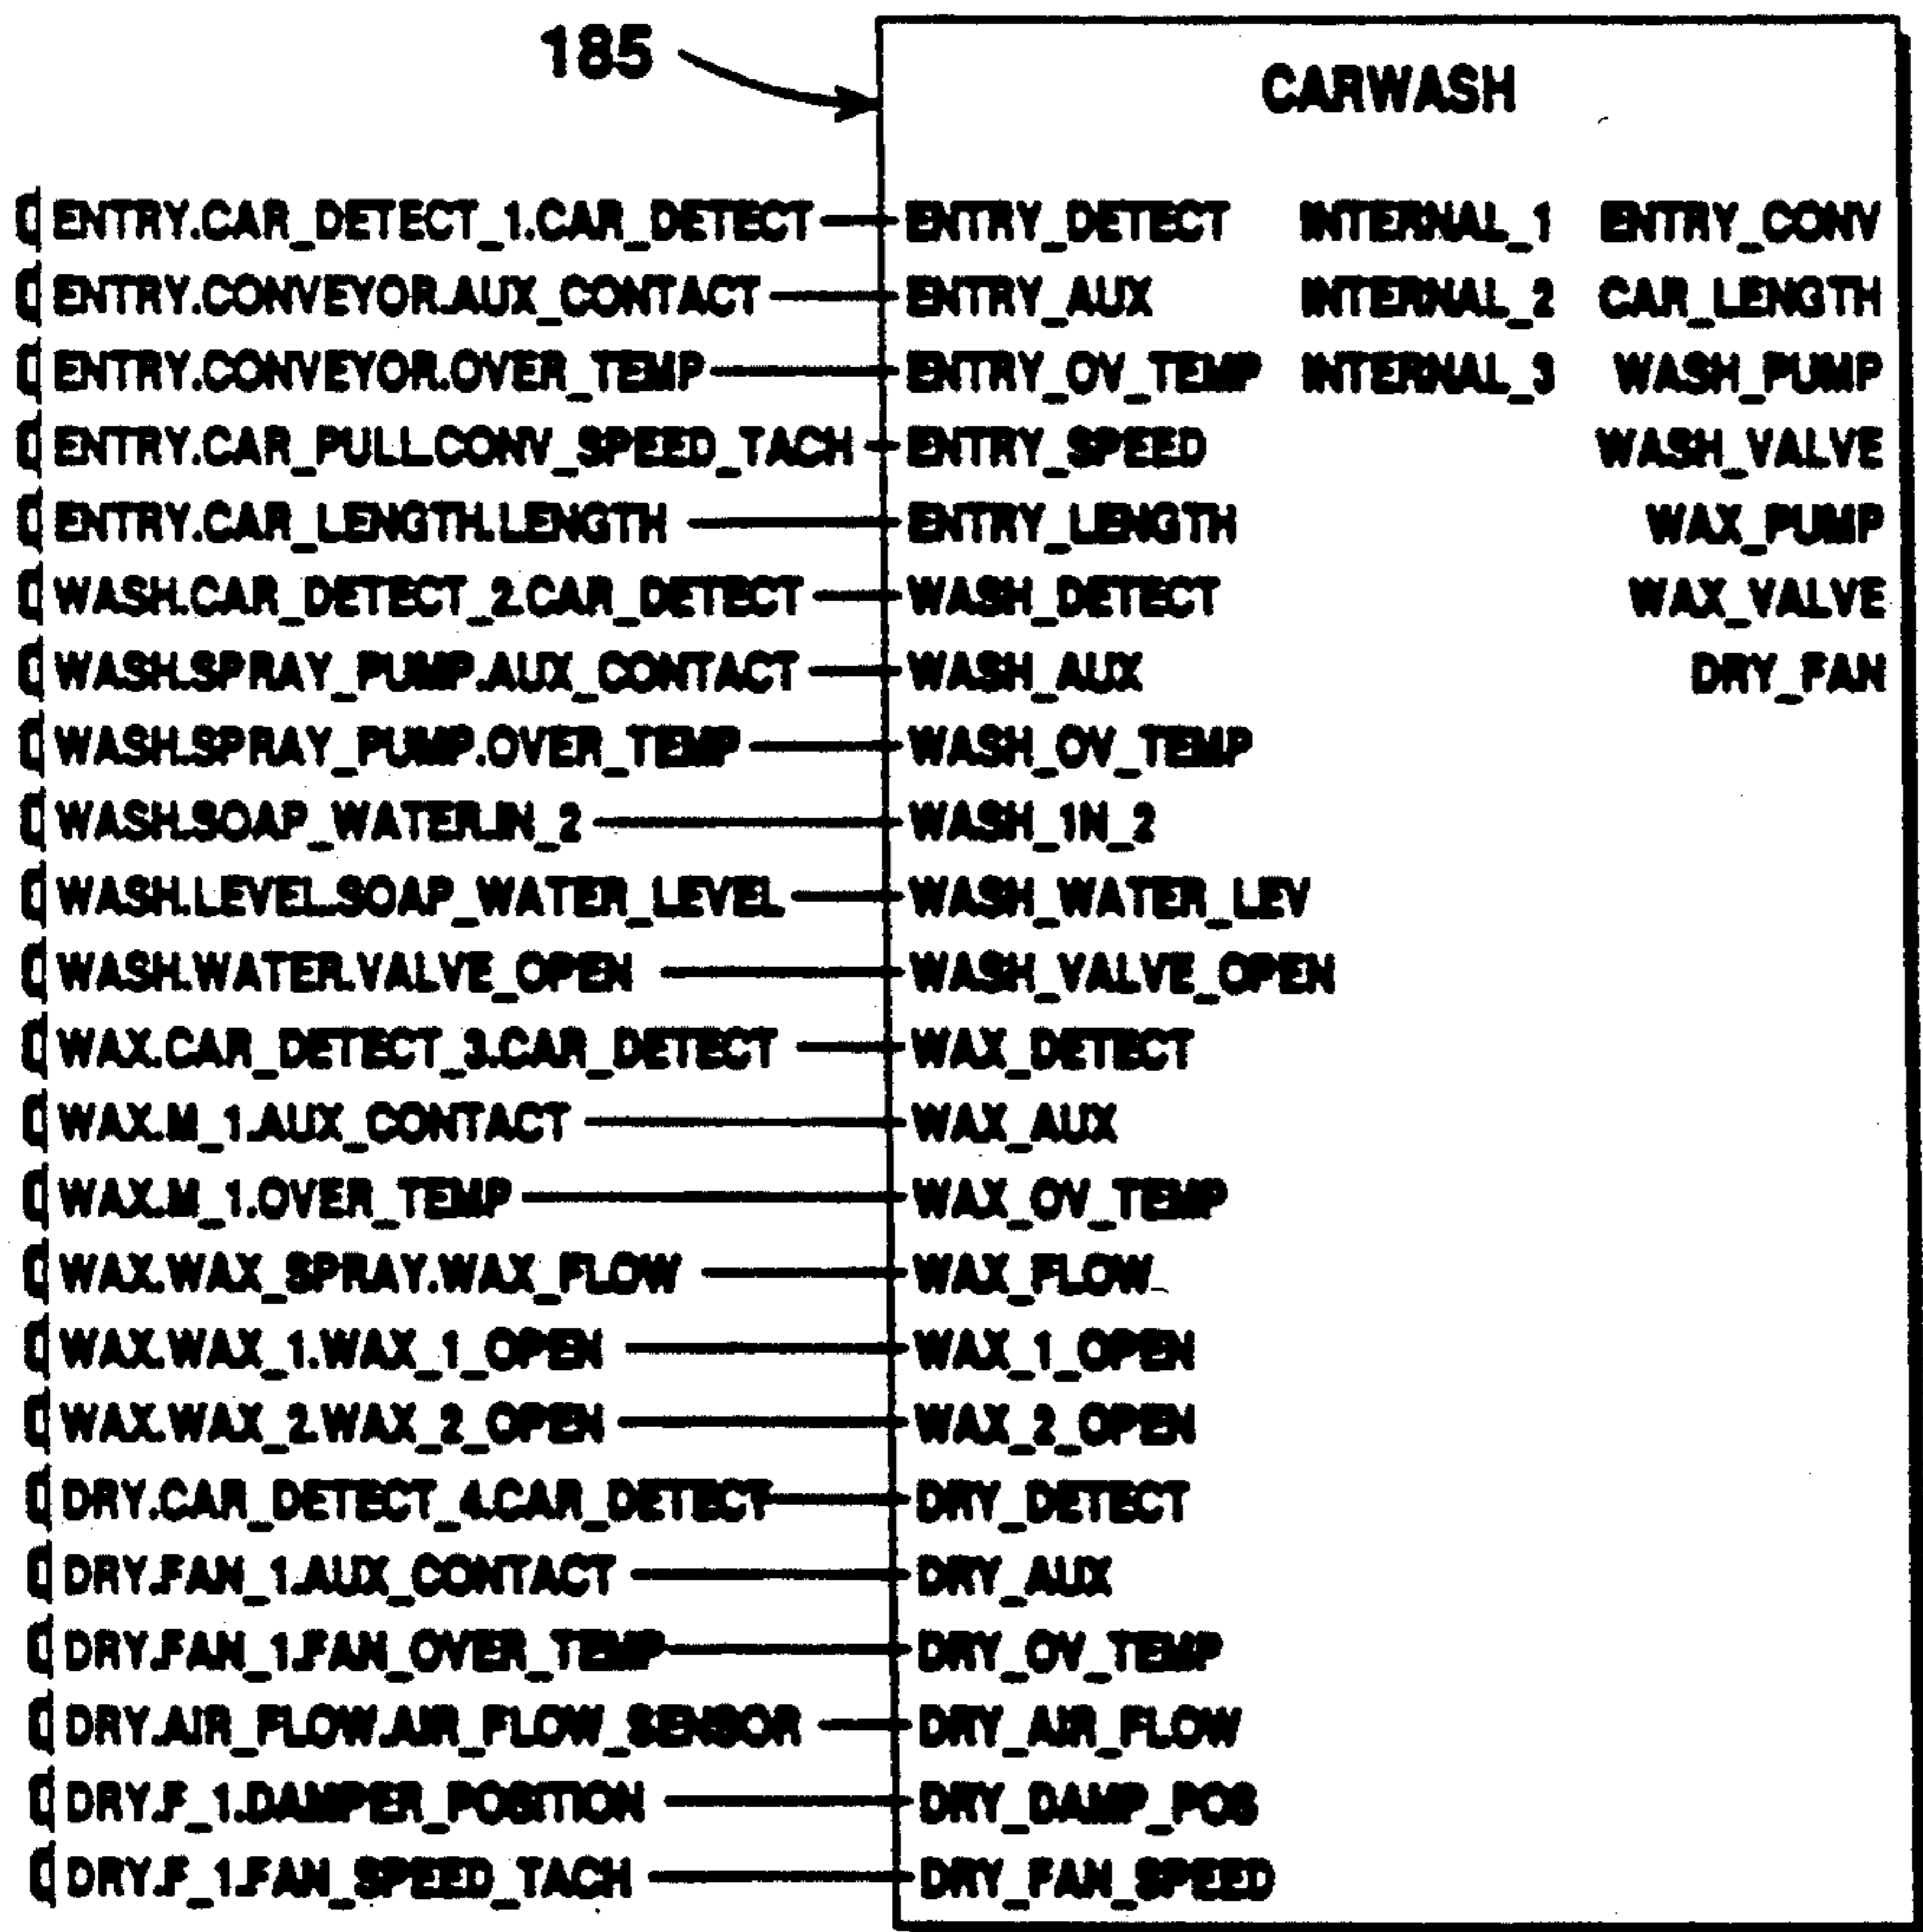 185
CARWASH
ENTRY.CAR_DETECT_1.CAR_DETECT ENTRY_DETECT INTERNAL_1 ENTRY_CONV
ENTRY.CONVEYOR.AUX_CONTACT ENTRY_AUX INTERNAL_2 CAR_LENGTH
ENTRY.CONVEYOR.OVER_TEMP ENTRY_OV_TEMP INTERNAL_3 WASH_PUMP
ENTRY.CAR_PULL.CONV_SPEED_TACH ENTRY_SPEED WASH_VALVE
ENTRY.CAR_LENGTH.LENGTH ENTRY_LENGTH WAX_PUMP
WASH.CAR_DETECT_2.CAR_DETECT WASH_DETECT WAX_VALVE
WASH.SPRAY_PUMP.AUX_CONTACT WASH_AUX DRY_FAN
WASH.SPRAY_PUMP.OVER_TEMP WASH_OV_TEMP
WASH.SOAP_WATER.IN_2 WASH_1N_2
WASH.LEVEL.SOAP_WATER_LEVEL WASH_WATER_LEV
WASH.WATER.VALVE_OPEN WASH_VALVE_OPEN
WAX.CAR_DETECT_3.CAR_DETECT WAX_DETECT
WAX.M_1.AUX_CONTACT WAX_AUX
WAX.M_1.OVER_TEMP WAX_OV_TEMP
WAX.WAX_SPRAY.WAX_FLOW WAX_FLOW
WAX.WAX_1.WAX_1_OPEN WAX_1_OPEN
WAX.WAX_2.WAX_2_OPEN WAX_2_OPEN
DRY.CAR_DETECT_4.CAR_DETECT DRY_DETECT
DRY.FAN_1.AUX_CONTACT DRY_AUX
DRY.FAN_1.FAN_OVER_TEMP DRY_OV_TEMP
DRY.AIR_FLOW.AIR_FLOW_SENSOR DRY_AIR_FLOW
DRY.F_1.DAMPER_POSITION DRY_DAMP_POS
DRY.F_1.FAN_SPEED_TACH DRY_FAN_SPEED